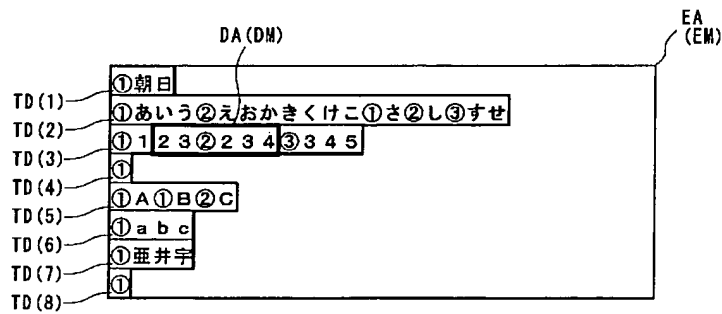 EA
(EM)
DA(DM)
TD(1) ①朝日
TD(2) ①あいう②えおかきくけこ①さ②し③すせ
TD(3) ①1 2 3②2 3 4③3 4 5
TD(4) ①
TD(5) ①A①B②C
TD(6) ①a b c
TD(7) ①亜井宇
TD(8) ①